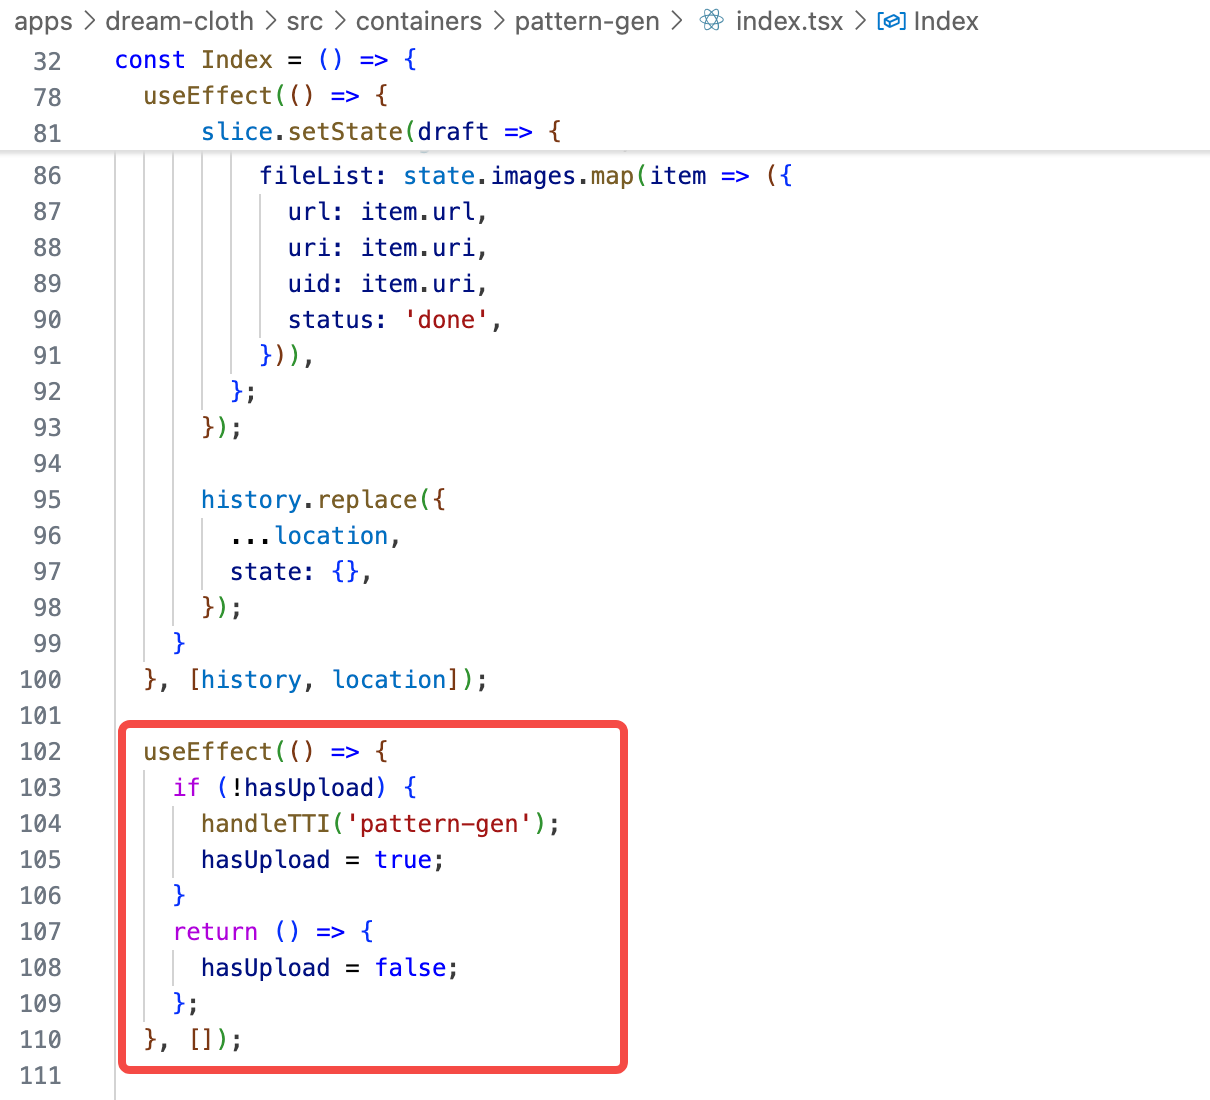 apps > dream-cloth > src > containers > pattern-gen > index.tsx > Index
32 const Index = () => {
78 useEffect(() => {
81 slice.setState(draft => {
86 fileList: state.images.map(item => ({
87 url: item.url,
88 uri: item.uri,
89 uid: item.uri,
90 status: 'done',
91 })),
92 };
93 });
94
95 history.replace({
96 ...location,
97 state: {},
98 });
99 }
100 }, [history, location]);
101
102 useEffect(() => {
103 if (!hasUpload) {
104 handleTTI('pattern-gen');
105 hasUpload = true;
106 }
107 return () => {
108 hasUpload = false;
109 };
110 }, []);
111